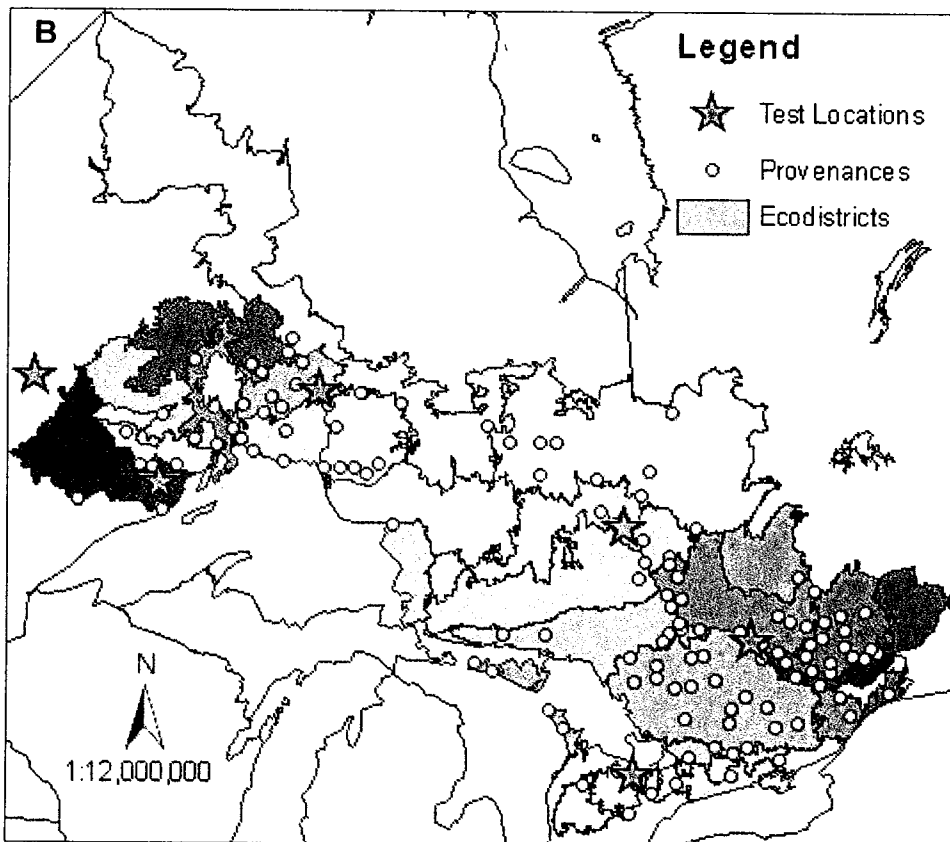 B
Legend
Test Locations
Provenances
Ecodistricts
N
1:12,000,000